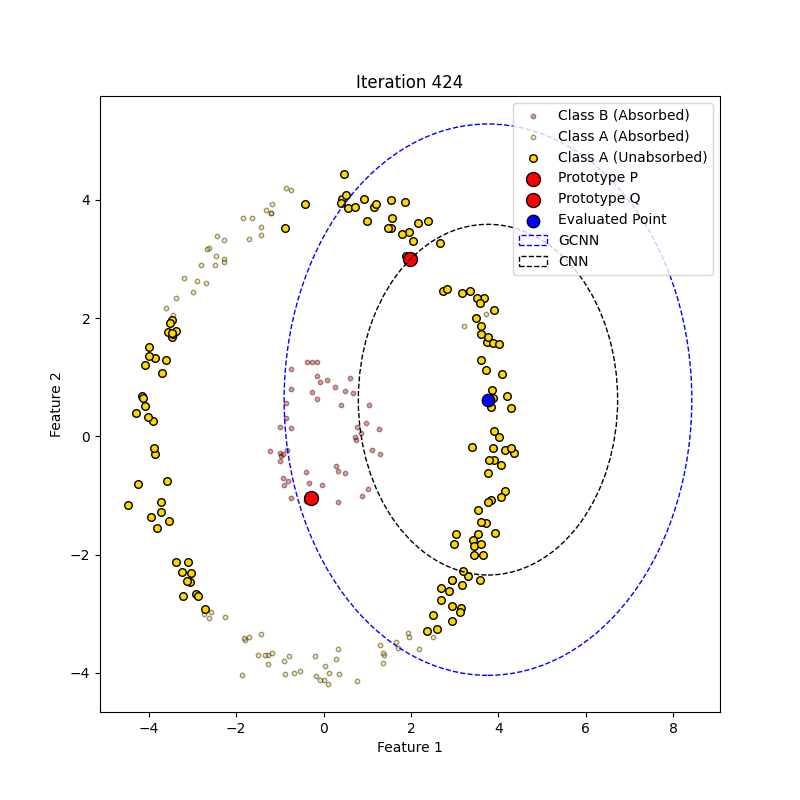 Iteration 424
Class B (Absorbed)
Class A (Absorbed)
Class A (Unabsorbed)
Prototype P
Prototype Q
Evaluated Point
GCNN
CNN
Feature 2
4
2
0
−2
−4
−4 −2 0 2 4 6 8
Feature 1